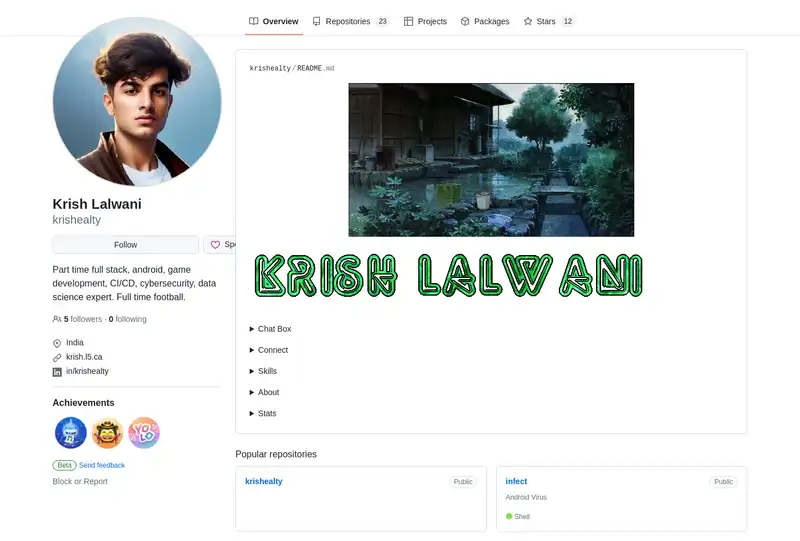 Overview
Repositories 23
Projects
Packages
Stars 12
krishealty/README.md
KRISH LALWANI
Krish Lalwani
krishealty
Follow
Spo
Part time full stack, android, game
development, CI/CD, cybersecurity, data
science expert. Full time football.
5 followers · 0 following
India
krish.l5.ca
in/krishealty
Achievements
YOLO
Beta Send feedback
Block or Report
Chat Box
Connect
Skills
About
Stats
Popular repositories
krishealty Public
infect Public
Android Virus
Shell